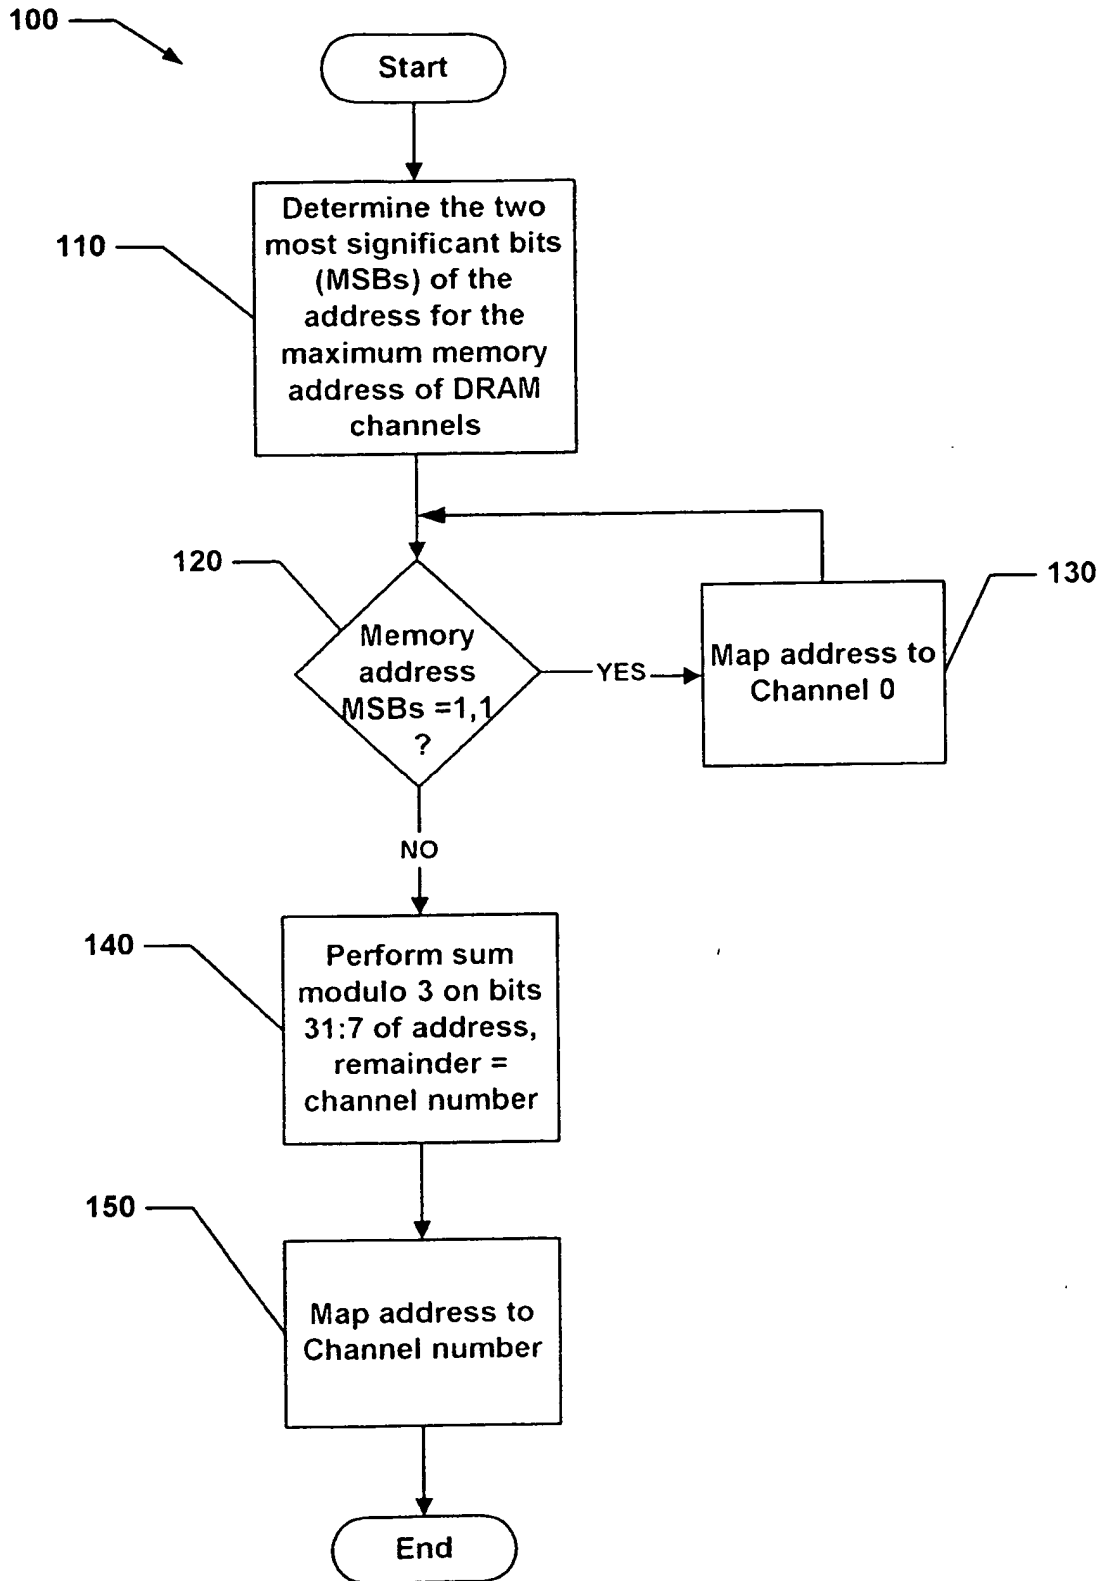 100
Start
110
Determine the two
most significant bits
(MSBs) of the
address for the
maximum memory
address of DRAM
channels
120
Memory
address
MSBs =1,1
?
YES
130
Map address to
Channel 0
NO
140
Perform sum
modulo 3 on bits
31:7 of address,
remainder =
channel number
150
Map address to
Channel number
End